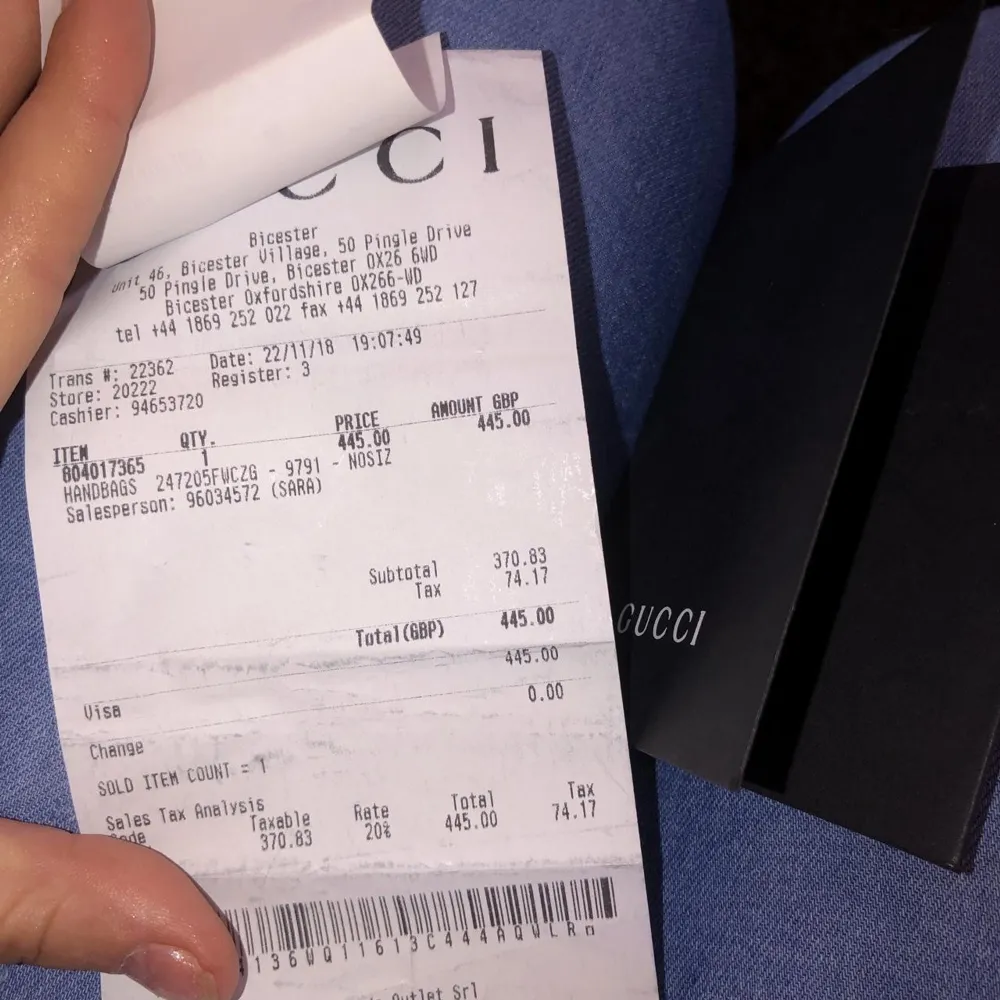 CCI
Bicester
Unit 46, Bicester Village, 50 Pingle Drive
50 Pingle Drive, Bicester OX26 6WD
Bicester Oxfordshire OX266-WD
tel +44 1869 252 022 fax +44 1869 252 127
Trans #: 22362 Date: 22/11/18 19:07:49
Store: 20222 Register: 3
Cashier: 94653720
ITEM QTY. PRICE AMOUNT GBP
804017365 1 445.00 445.00
HANDBAGS 247205FWCZG - 9791 - NOSIZ
Salesperson: 96034572 (SARA)
Subtotal 370.83
Tax 74.17
Total(GBP) 445.00
Visa 445.00
Change 0.00
SOLD ITEM COUNT = 1
Sales Tax Analysis
Code Taxable Rate Total Tax
370.83 20% 445.00 74.17
Outlet Srl
GUCCI